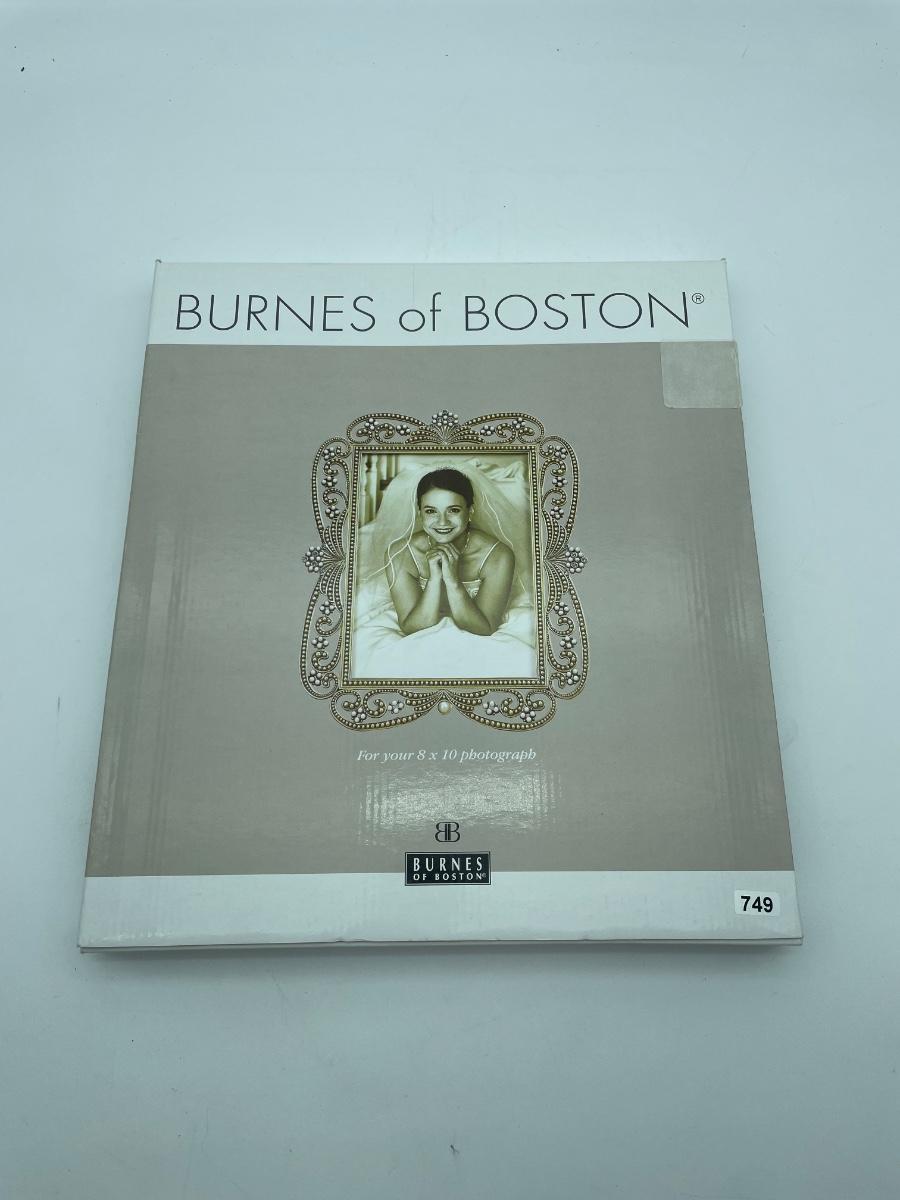 BURNES of BOSTON®
For your 8 x 10 photograph
BB
BURNES
OF BOSTON®
749